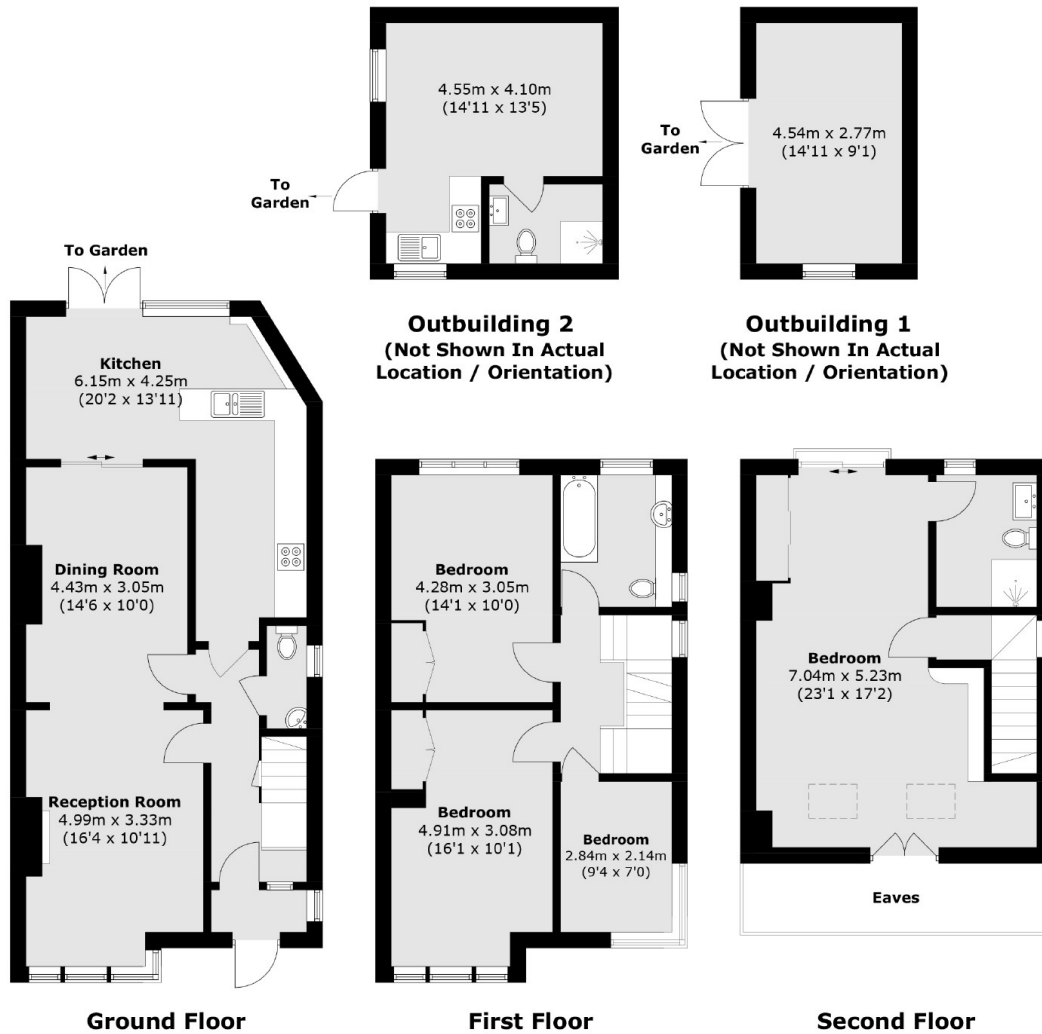 4.55m x 4.10m
(14'11 x 13'5)
To
Garden
Outbuilding 2
(Not Shown In Actual
Location / Orientation)
4.54m x 2.77m
(14'11 x 9'1)
To
Garden
Outbuilding 1
(Not Shown In Actual
Location / Orientation)
To Garden
Kitchen
6.15m x 4.25m
(20'2 x 13'11)
Dining Room
4.43m x 3.05m
(14'6 x 10'0)
Reception Room
4.99m x 3.33m
(16'4 x 10'11)
Ground Floor
Bedroom
4.28m x 3.05m
(14'1 x 10'0)
Bedroom
4.91m x 3.08m
(16'1 x 10'1)
Bedroom
2.84m x 2.14m
(9'4 x 7'0)
First Floor
Bedroom
7.04m x 5.23m
(23'1 x 17'2)
Eaves
Second Floor